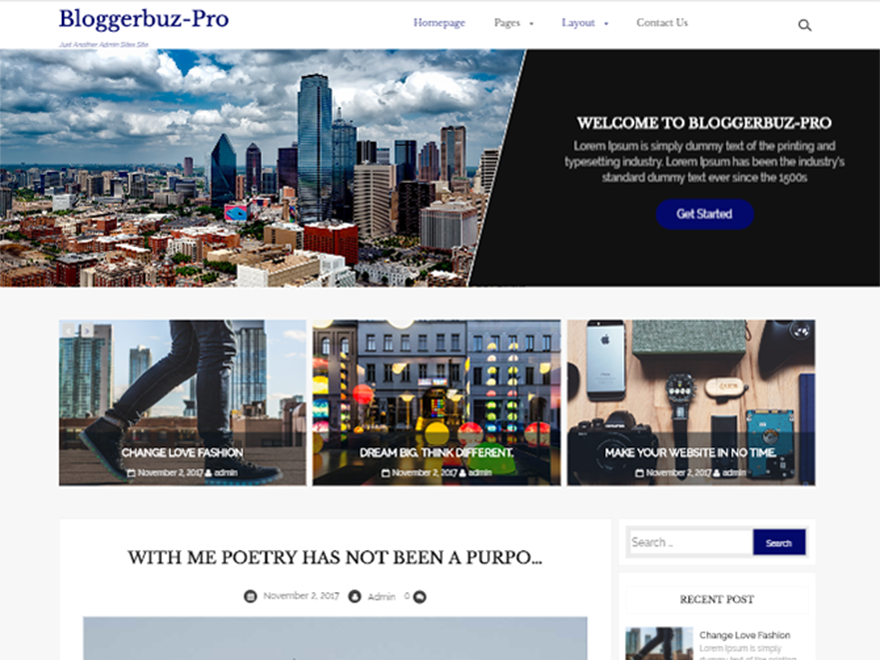 Bloggerbuz-Pro
Just Another Admin Sites Site
Homepage Pages Layout Contact Us
WELCOME TO BLOGGERBUZ-PRO
Lorem Ipsum is simply dummy text of the printing and
typesetting industry. Lorem Ipsum has been the industry's
standard dummy text ever since the 1500s
Get Started
CHANGE LOVE FASHION
November 2, 2017 admin
DREAM BIG. THINK DIFFERENT.
November 2, 2017 admin
MAKE YOUR WEBSITE IN NO TIME.
November 2, 2017 admin
WITH ME POETRY HAS NOT BEEN A PURPO...
November 2, 2017 Admin 0
Search ...
Search
RECENT POST
Change Love Fashion
Lorem Ipsum is simply
dummy text of the printing